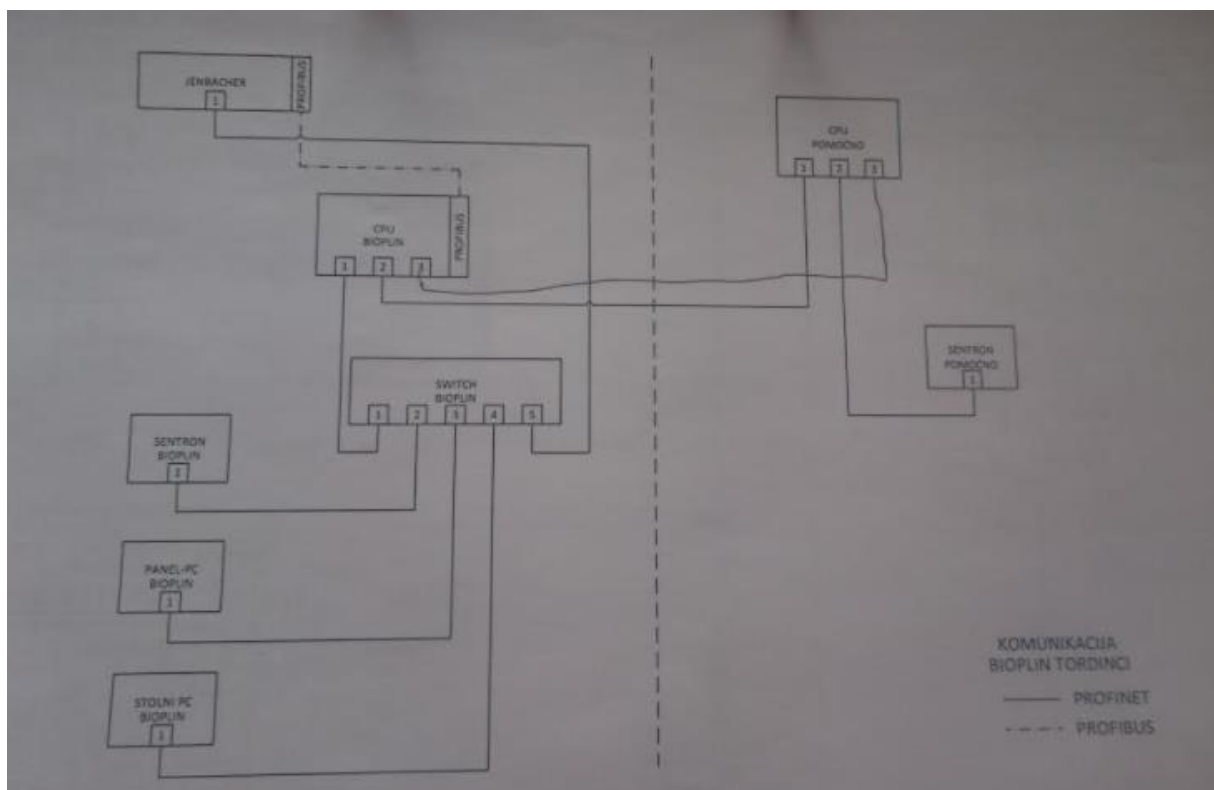 JENBACHER
1
PROFIBUS
CPU
POMOĆNO
1 2 3
CPU
BIOPLIN
1 2 3
PROFIBUS
SENTRON
POMOĆNO
1
SWITCH
BIOPLIN
1 2 3 4 5
SENTRON
BIOPLIN
1
PANEL-PC
BIOPLIN
1
STOLNI PC
BIOPLIN
1
KOMUNIKACIJA
BIOPLIN TORDINCI
PROFINET
PROFIBUS